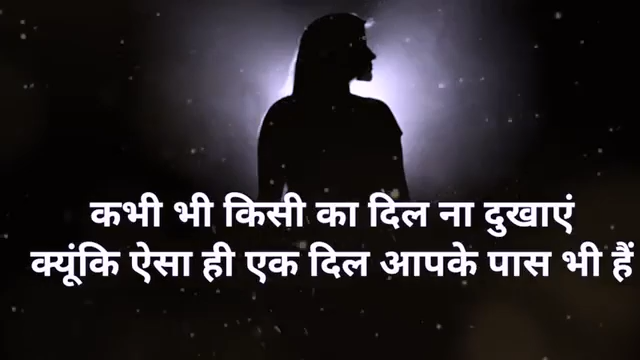 कभी भी किसी का दिल ना दुखाएं
क्यूंकि ऐसा ही एक दिल आपके पास भी हैं